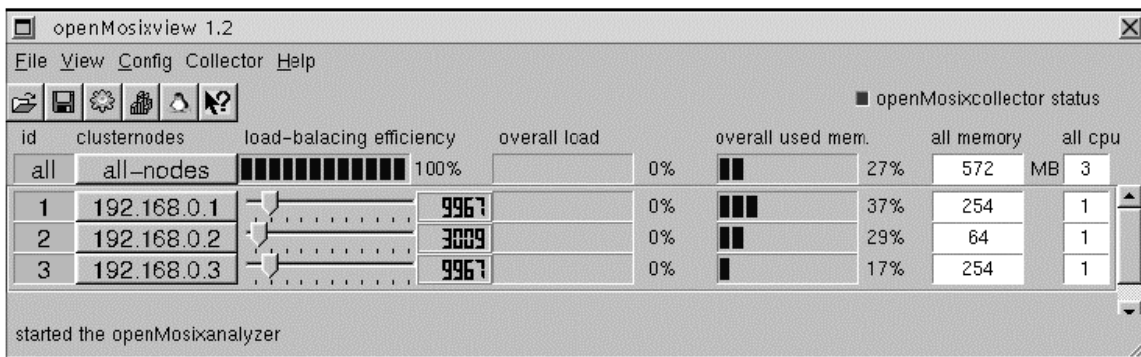 openMosixview 1.2
File View Config Collector Help
openMosixcollector status
id clusternodes load-balacing efficiency overall load overall used mem. all memory all cpu
all all-nodes 100% 0% 27% 572 MB 3
1 192.168.0.1 9967 0% 37% 254 1
2 192.168.0.2 3009 0% 29% 64 1
3 192.168.0.3 9967 0% 17% 254 1
started the openMosixanalyzer